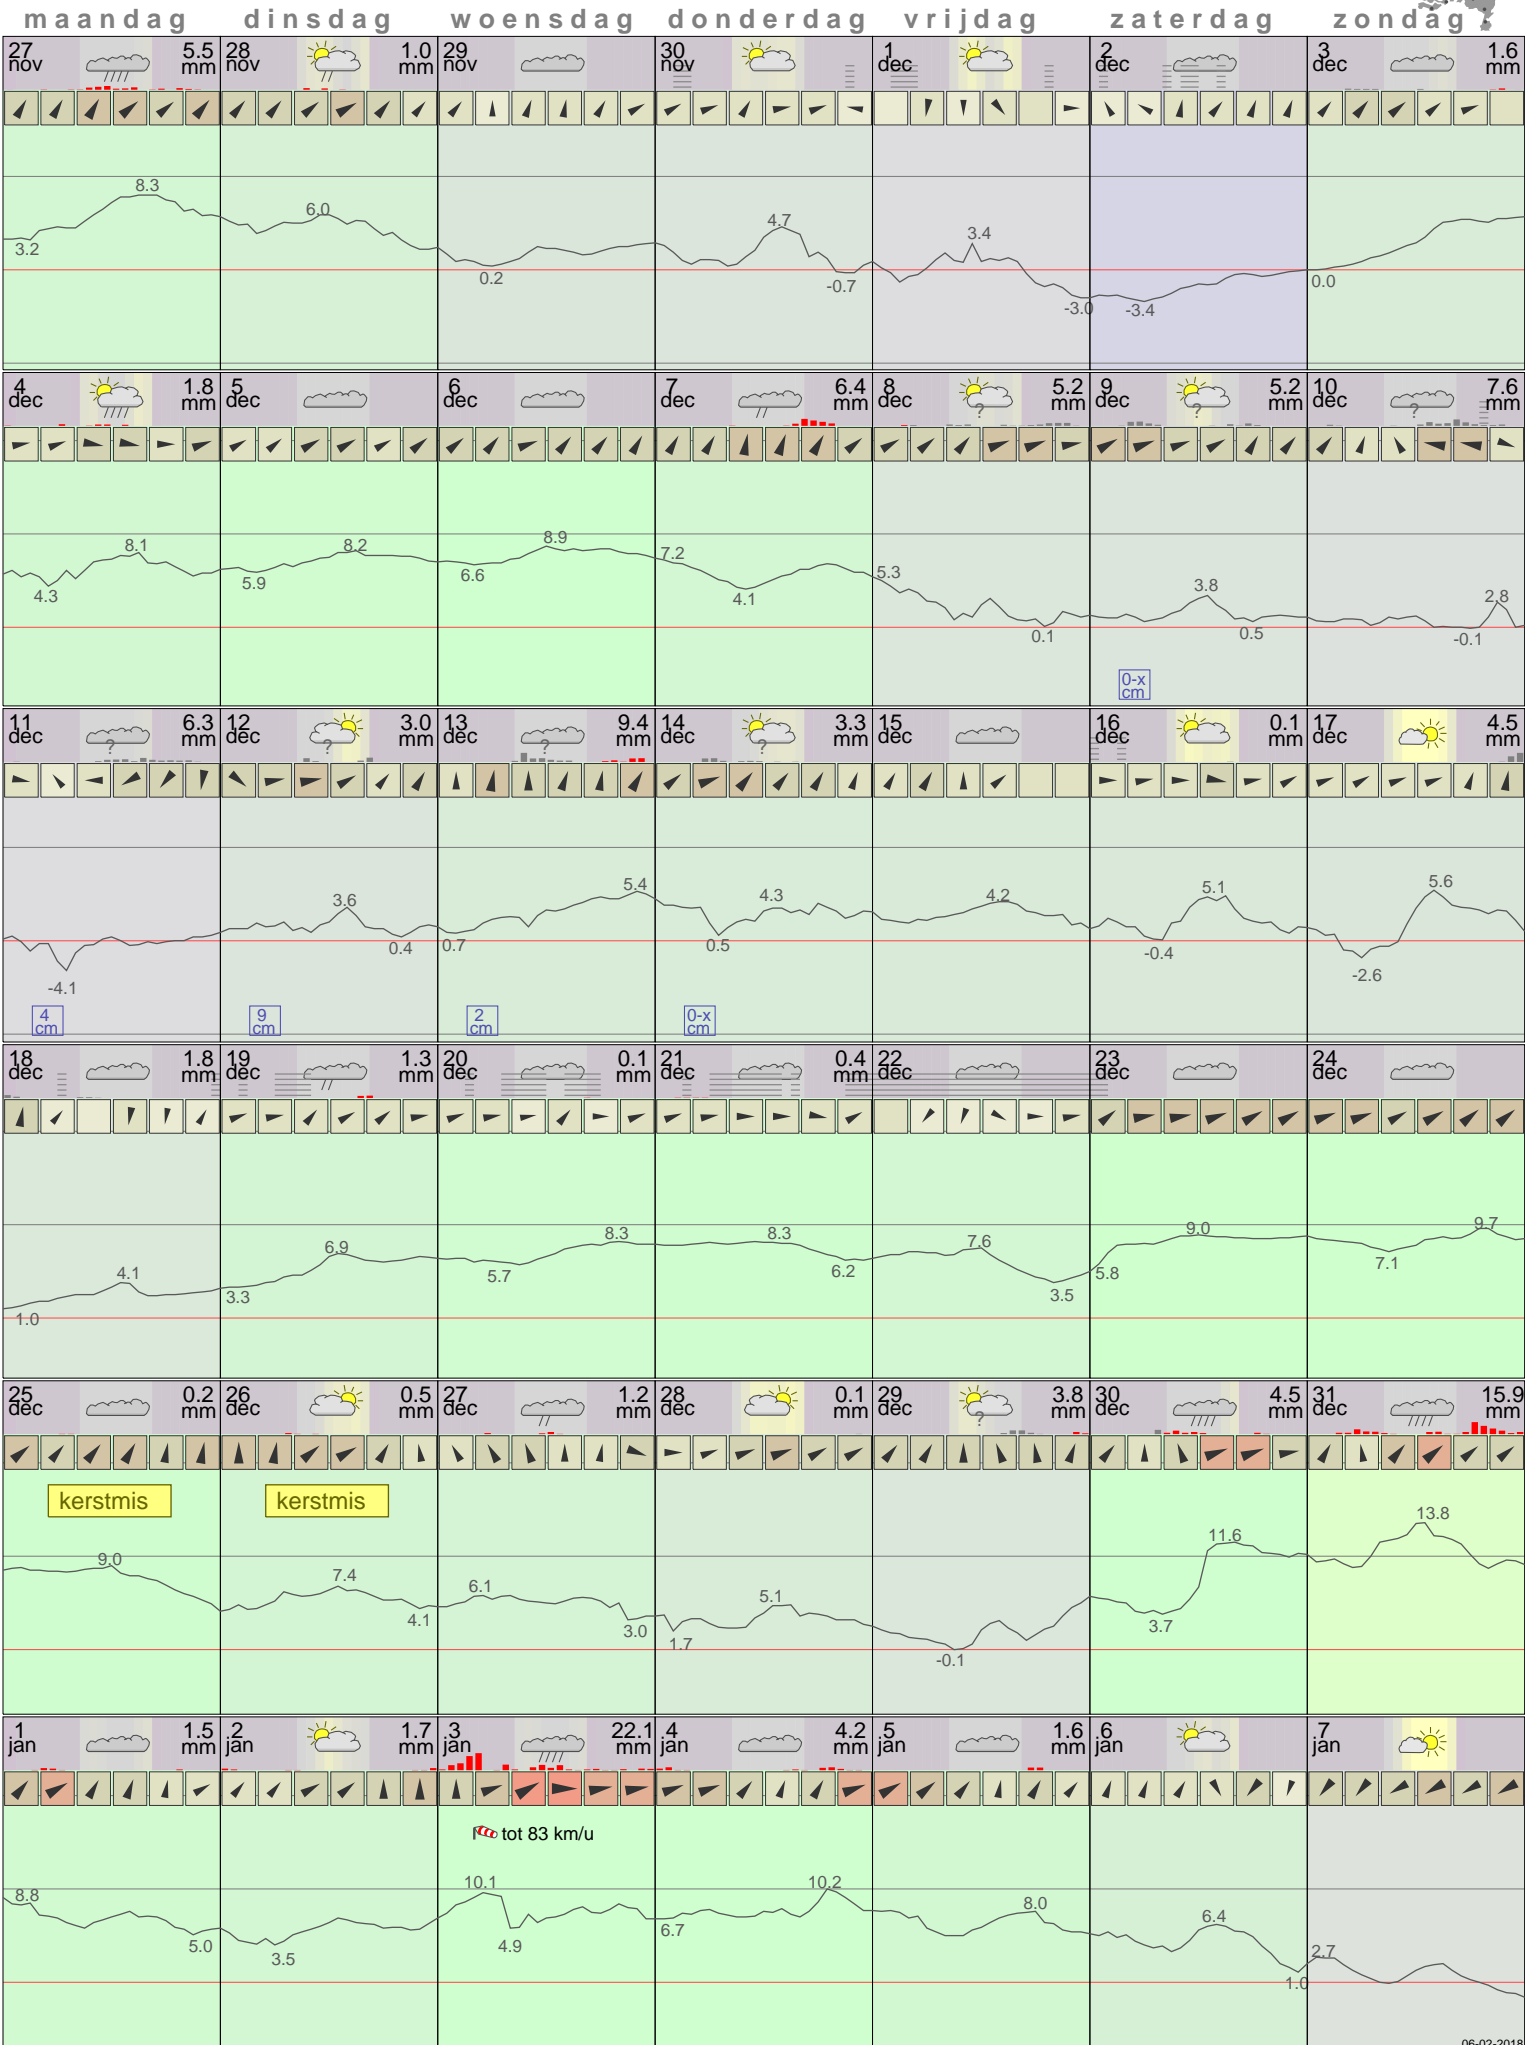 maandag dinsdag woensdag donderdag vrijdag zaterdag zondag
27 nov 5.5 mm 28 nov 1.0 mm 29 nov 30 nov 1 dec 2 dec 3 dec 1.6 mm
8.3 6.0 4.7 3.4
3.2 0.2 -0.7 -3.0 -3.4 0.0
4 dec 1.8 mm 5 dec 6 dec 7 dec 6.4 mm 8 dec ? 5.2 mm 9 dec ? 5.2 mm 10 dec ? 7.6 mm
8.1 8.2 8.9 7.2 5.3 3.8 2.8
4.3 5.9 6.6 4.1 0.1 0.5 -0.1
0-x cm
11 dec ? 6.3 mm 12 dec ? 3.0 mm 13 dec ? 9.4 mm 14 dec ? 3.3 mm 15 dec 16 dec 0.1 mm 17 dec 4.5 mm
3.6 5.4 4.3 4.2 5.1 5.6
-4.1 0.4 0.7 0.5 -0.4 -2.6
4 cm 9 cm 2 cm 0-x cm
18 dec 1.8 mm 19 dec 1.3 mm 20 dec 0.1 mm 21 dec 0.4 mm 22 dec 23 dec 24 dec
4.1 6.9 8.3 8.3 7.6 9.0 9.7
1.0 3.3 5.7 6.2 3.5 5.8 7.1
25 dec 0.2 mm 26 dec 0.5 mm 27 dec 1.2 mm 28 dec 0.1 mm 29 dec ? 3.8 mm 30 dec 4.5 mm 31 dec 15.9 mm
kerstmis kerstmis
9.0 7.4 6.1 5.1 11.6 13.8
4.1 3.0 1.7 -0.1 3.7
1 jan 1.5 mm 2 jan 1.7 mm 3 jan 22.1 mm 4 jan 4.2 mm 5 jan 1.6 mm 6 jan 7 jan
tot 83 km/u
8.8 10.1 10.2 8.0 6.4 2.7
5.0 3.5 4.9 6.7 1.0
06-02-2018